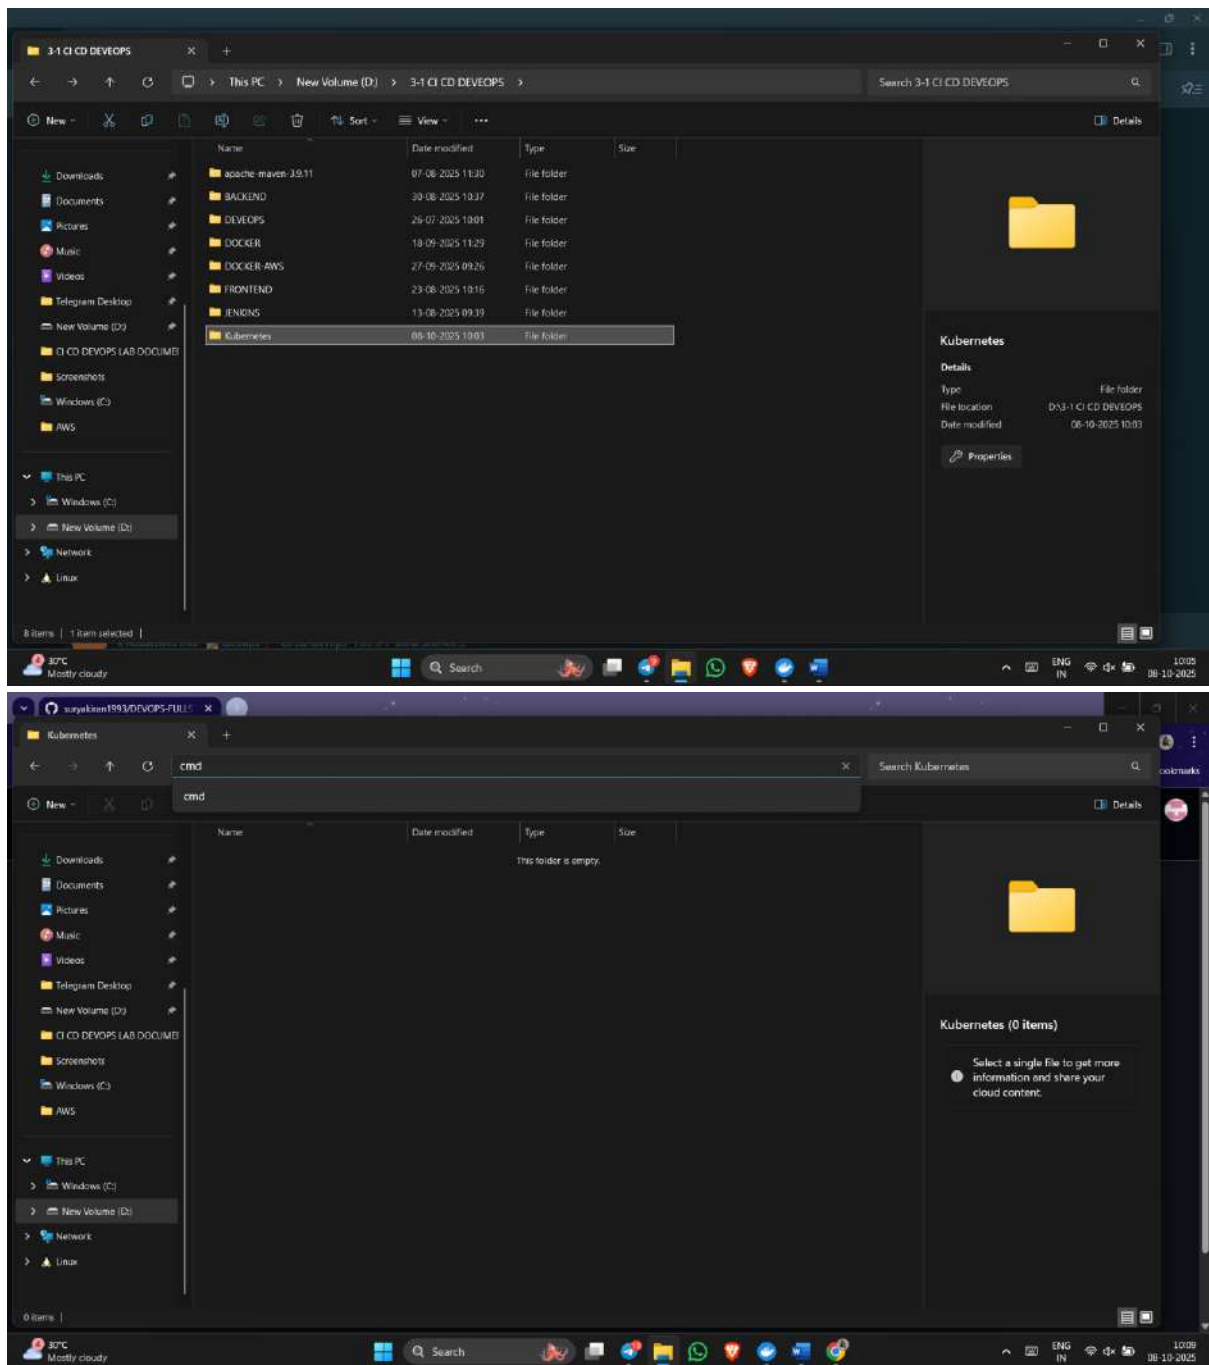 3-1 CI CD DEVEOPS
This PC > New Volume (D:) > 3-1 CI CD DEVEOPS >
Search 3-1 CI CD DEVEOPS
New Sort View ... Details
Name Date modified Type Size
apache-maven-3.9.11 07-08-2025 11:30 File folder
BACKEND 30-08-2025 10:37 File folder
DEVEOPS 26-07-2025 10:01 File folder
DOCKER 18-09-2025 11:29 File folder
DOCKER-AWS 27-09-2025 09:26 File folder
FRONTEND 23-08-2025 10:16 File folder
JENKINS 13-08-2025 09:39 File folder
Kubernetes 08-10-2025 10:03 File folder
Downloads
Documents
Pictures
Music
Videos
Telegram Desktop
New Volume (D:)
CI CD DEVOPS LAB DOCUME
Screenshots
Windows (C:)
AWS
This PC
Windows (C:)
New Volume (D:)
Network
Linux
Kubernetes
Details
Type File folder
File location D:\3-1 CI CD DEVEOPS
Date modified 08-10-2025 10:03
Properties
8 items | 1 item selected |
30°C
Mostly cloudy
Search
ENG
IN
10:05
08-10-2025
suryakiran1993/DEVOPS-FULLS
Kubernetes
cmd
Search Kubernetes
ookmarks
New
cmd
Details
Name Date modified Type Size
This folder is empty.
Downloads
Documents
Pictures
Music
Videos
Telegram Desktop
New Volume (D:)
CI CD DEVOPS LAB DOCUME
Screenshots
Windows (C:)
AWS
This PC
Windows (C:)
New Volume (D:)
Network
Linux
Kubernetes (0 items)
Select a single file to get more
information and share your
cloud content.
0 items |
30°C
Mostly cloudy
Search
ENG
IN
10:09
08-10-2025